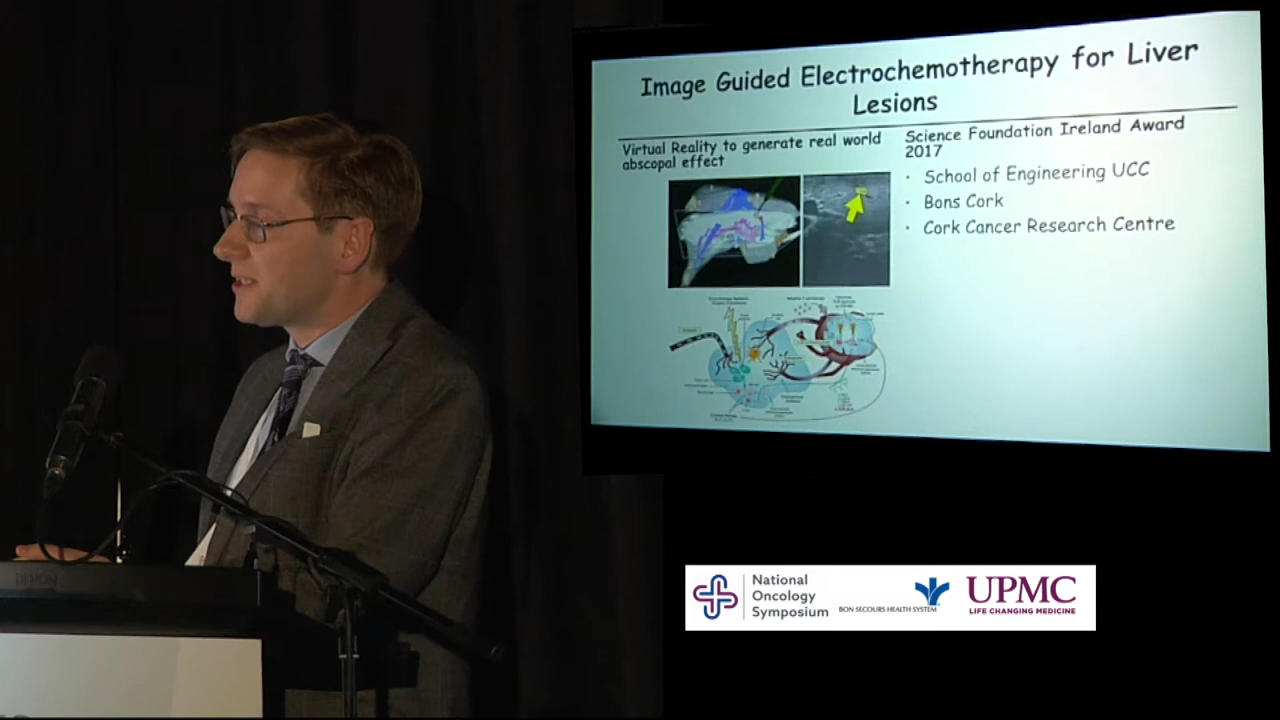 Image Guided Electrochemotherapy for Liver
Lesions
Virtual Reality to generate real world
abscopal effect
Science Foundation Ireland Award
2017
· School of Engineering UCC
· Bons Cork
· Cork Cancer Research Centre
DENON
National
Oncology
Symposium
BON SECOURS HEALTH SYSTEM
UPMC
LIFE CHANGING MEDICINE